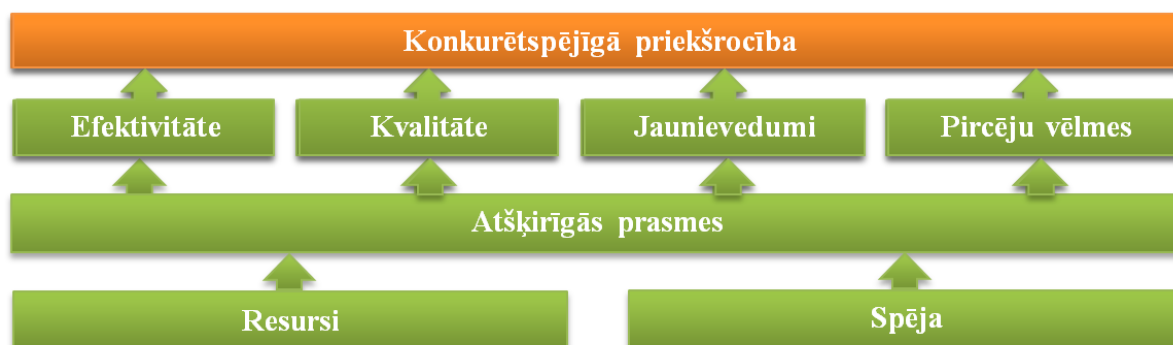 Konkurētspējīgā priekšrocība
Efektivitāte
Kvalitāte
Jaunievedumi
Pircēju vēlmes
Atšķirīgās prasmes
Resursi
Spēja